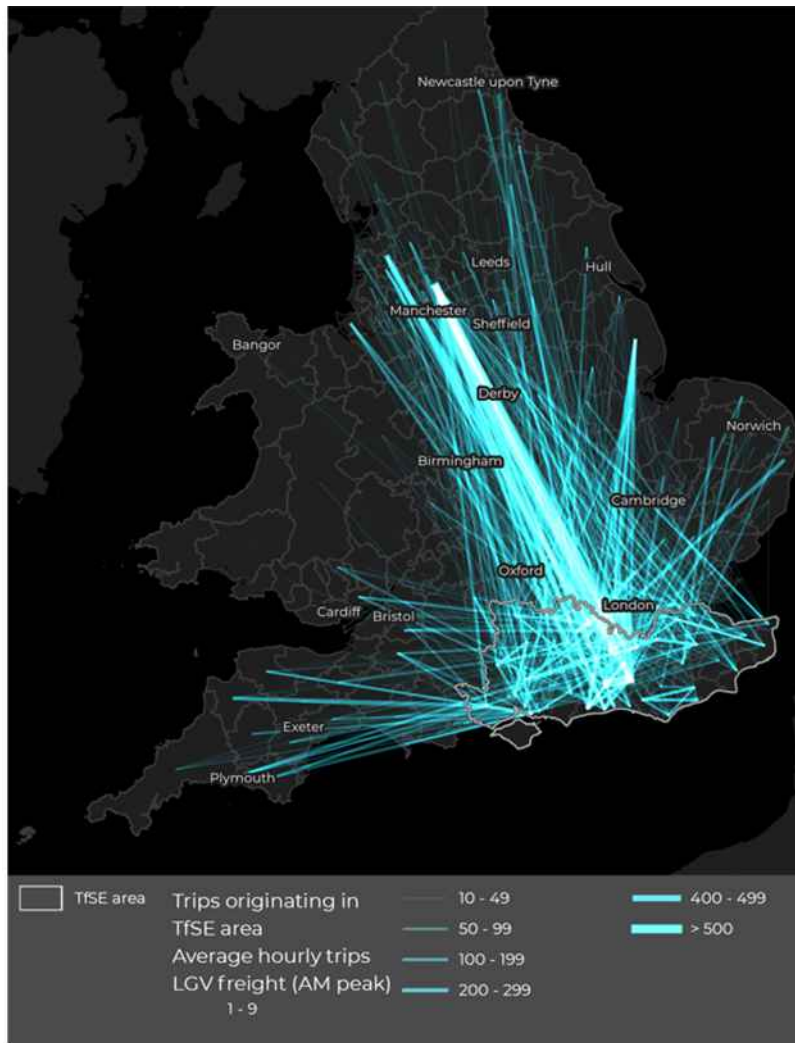 Newcastle upon Tyne
Leeds
Hull
Manchester
Sheffield
Bangor
Derby
Norwich
Birmingham
Cambridge
Oxford
London
Cardiff
Bristol
Exeter
Plymouth
TfSE area
Trips originating in
TfSE area
Average hourly trips
LGV freight (AM peak)
1 - 9
10 - 49
50 - 99
100 - 199
200 - 299
400 - 499
> 500